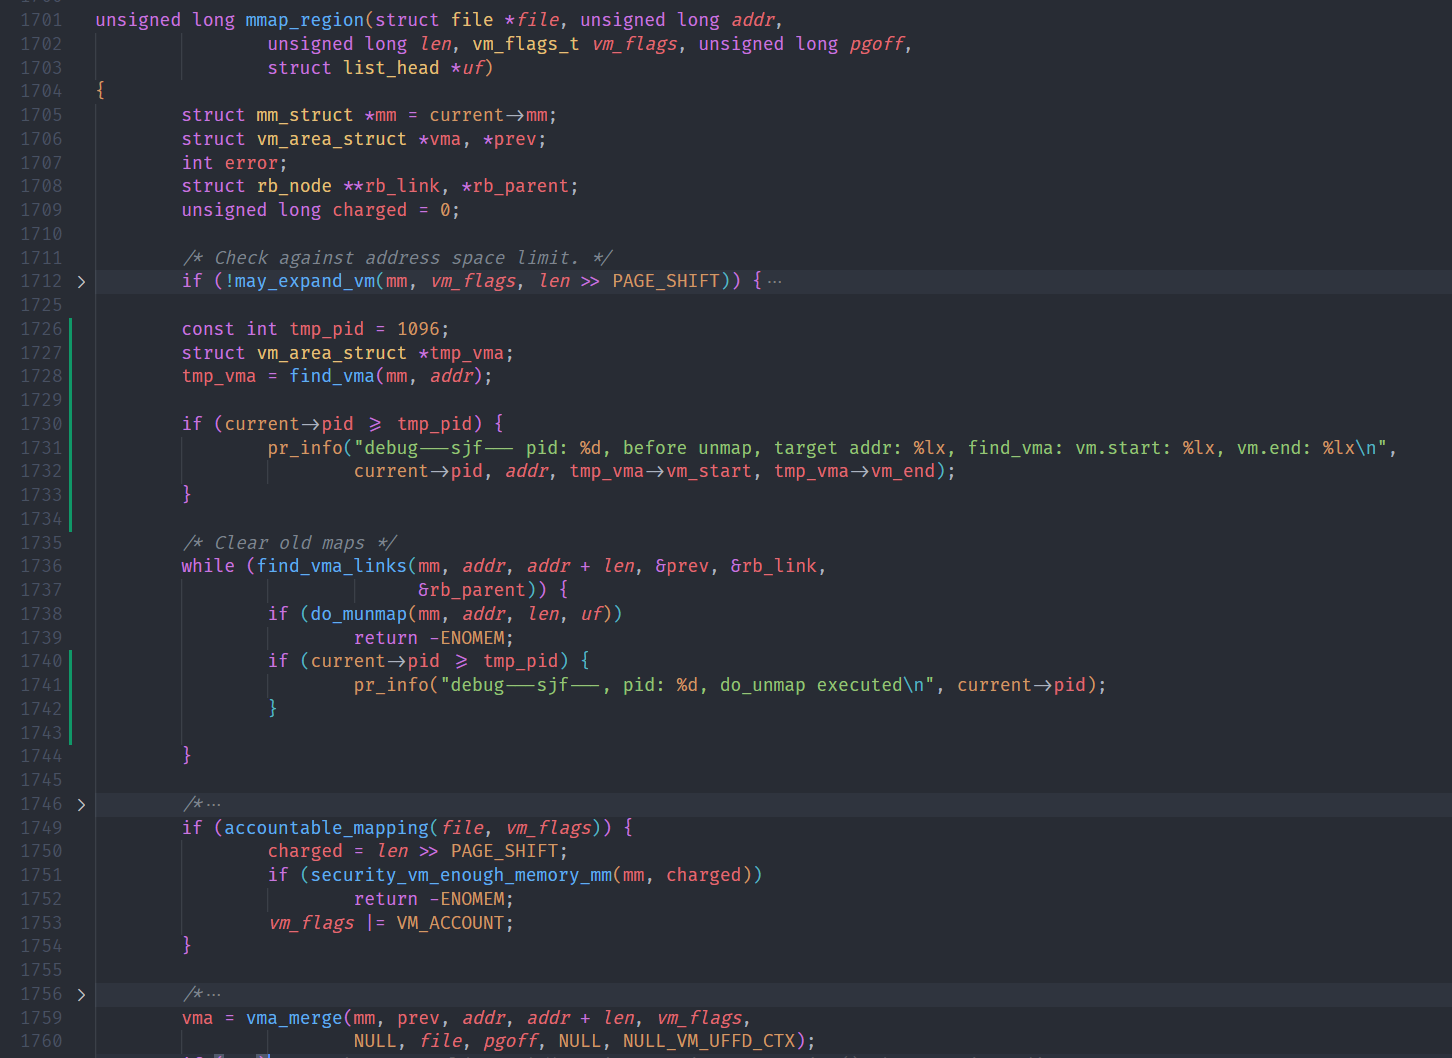 1701 unsigned long mmap_region(struct file *file, unsigned long addr,
1702 unsigned long len, vm_flags_t vm_flags, unsigned long pgoff,
1703 struct list_head *uf)
1704 {
1705 struct mm_struct *mm = current->mm;
1706 struct vm_area_struct *vma, *prev;
1707 int error;
1708 struct rb_node **rb_link, *rb_parent;
1709 unsigned long charged = 0;
1710
1711 /* Check against address space limit. */
1712 if (!may_expand_vm(mm, vm_flags, len >> PAGE_SHIFT)) { ···
1725
1726 const int tmp_pid = 1096;
1727 struct vm_area_struct *tmp_vma;
1728 tmp_vma = find_vma(mm, addr);
1729
1730 if (current->pid >= tmp_pid) {
1731 pr_info("debug---sjf--- pid: %d, before unmap, target addr: %lx, find_vma: vm.start: %lx, vm.end: %lx\n",
1732 current->pid, addr, tmp_vma->vm_start, tmp_vma->vm_end);
1733 }
1734
1735 /* Clear old maps */
1736 while (find_vma_links(mm, addr, addr + len, &prev, &rb_link,
1737 &rb_parent)) {
1738 if (do_munmap(mm, addr, len, uf))
1739 return -ENOMEM;
1740 if (current->pid >= tmp_pid) {
1741 pr_info("debug---sjf---, pid: %d, do_unmap executed\n", current->pid);
1742 }
1743
1744 }
1745
1746 /* ···
1749 if (accountable_mapping(file, vm_flags)) {
1750 charged = len >> PAGE_SHIFT;
1751 if (security_vm_enough_memory_mm(mm, charged))
1752 return -ENOMEM;
1753 vm_flags |= VM_ACCOUNT;
1754 }
1755
1756 /* ···
1759 vma = vma_merge(mm, prev, addr, addr + len, vm_flags,
1760 NULL, file, pgoff, NULL, NULL_VM_UFFD_CTX);